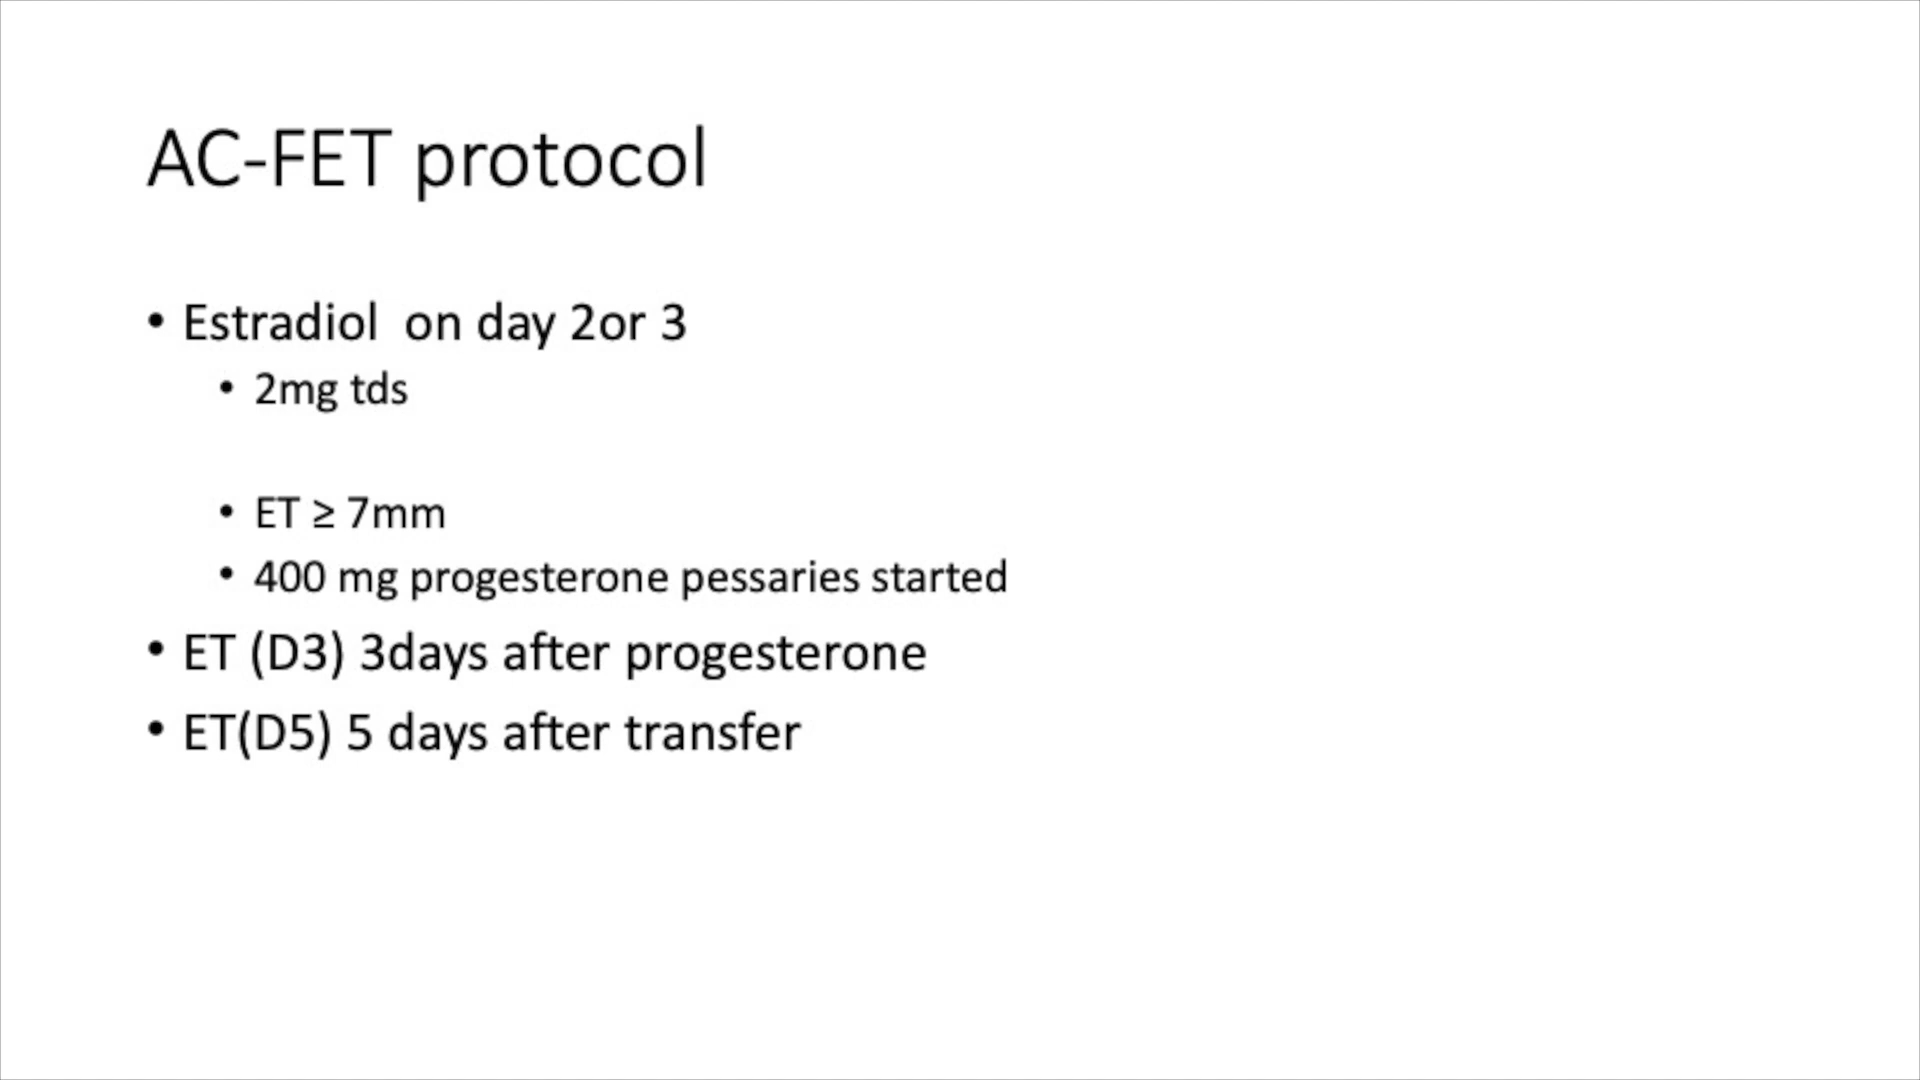 AC-FET protocol
• Estradiol  on day 2or 3
• 2mg tds
• ET ≥ 7mm
• 400 mg progesterone pessaries started
• ET (D3) 3days after progesterone
• ET(D5) 5 days after transfer